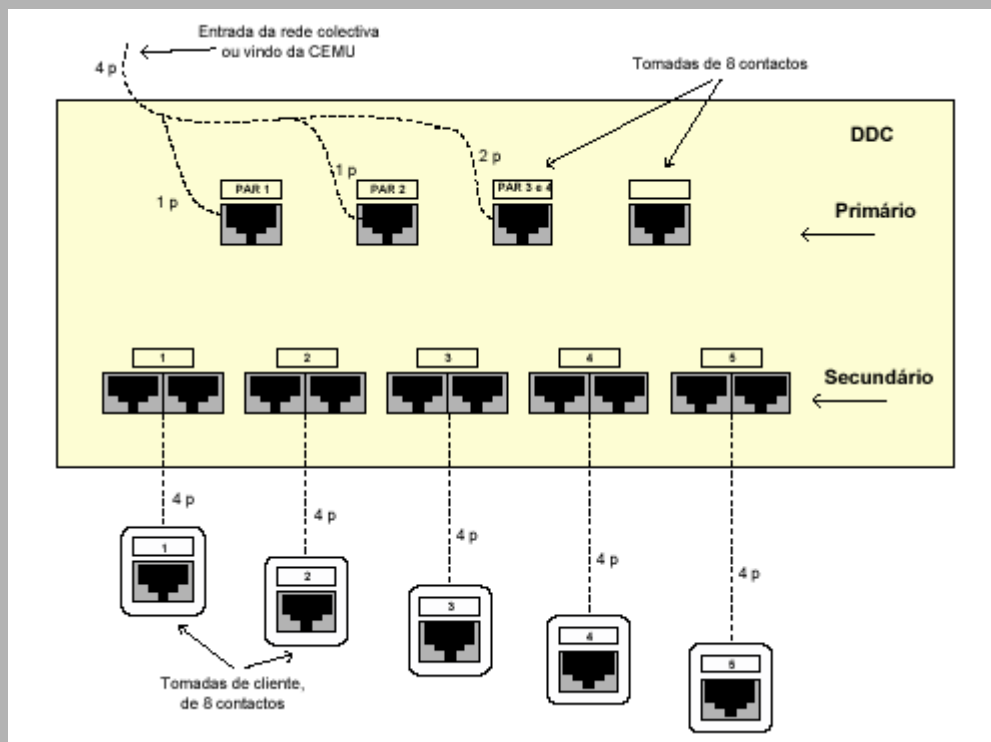 Entrada da rede colectiva
ou vindo da CEMU
4 p
Tomadas de 8 contactos
DDC
1 p
1 p
2 p
PAR 1
PAR 2
PAR 3 e 4
Primário
1
2
3
4
5
Secundário
4 p
4 p
4 p
4 p
4 p
1
2
3
4
5
Tomadas de cliente,
de 8 contactos